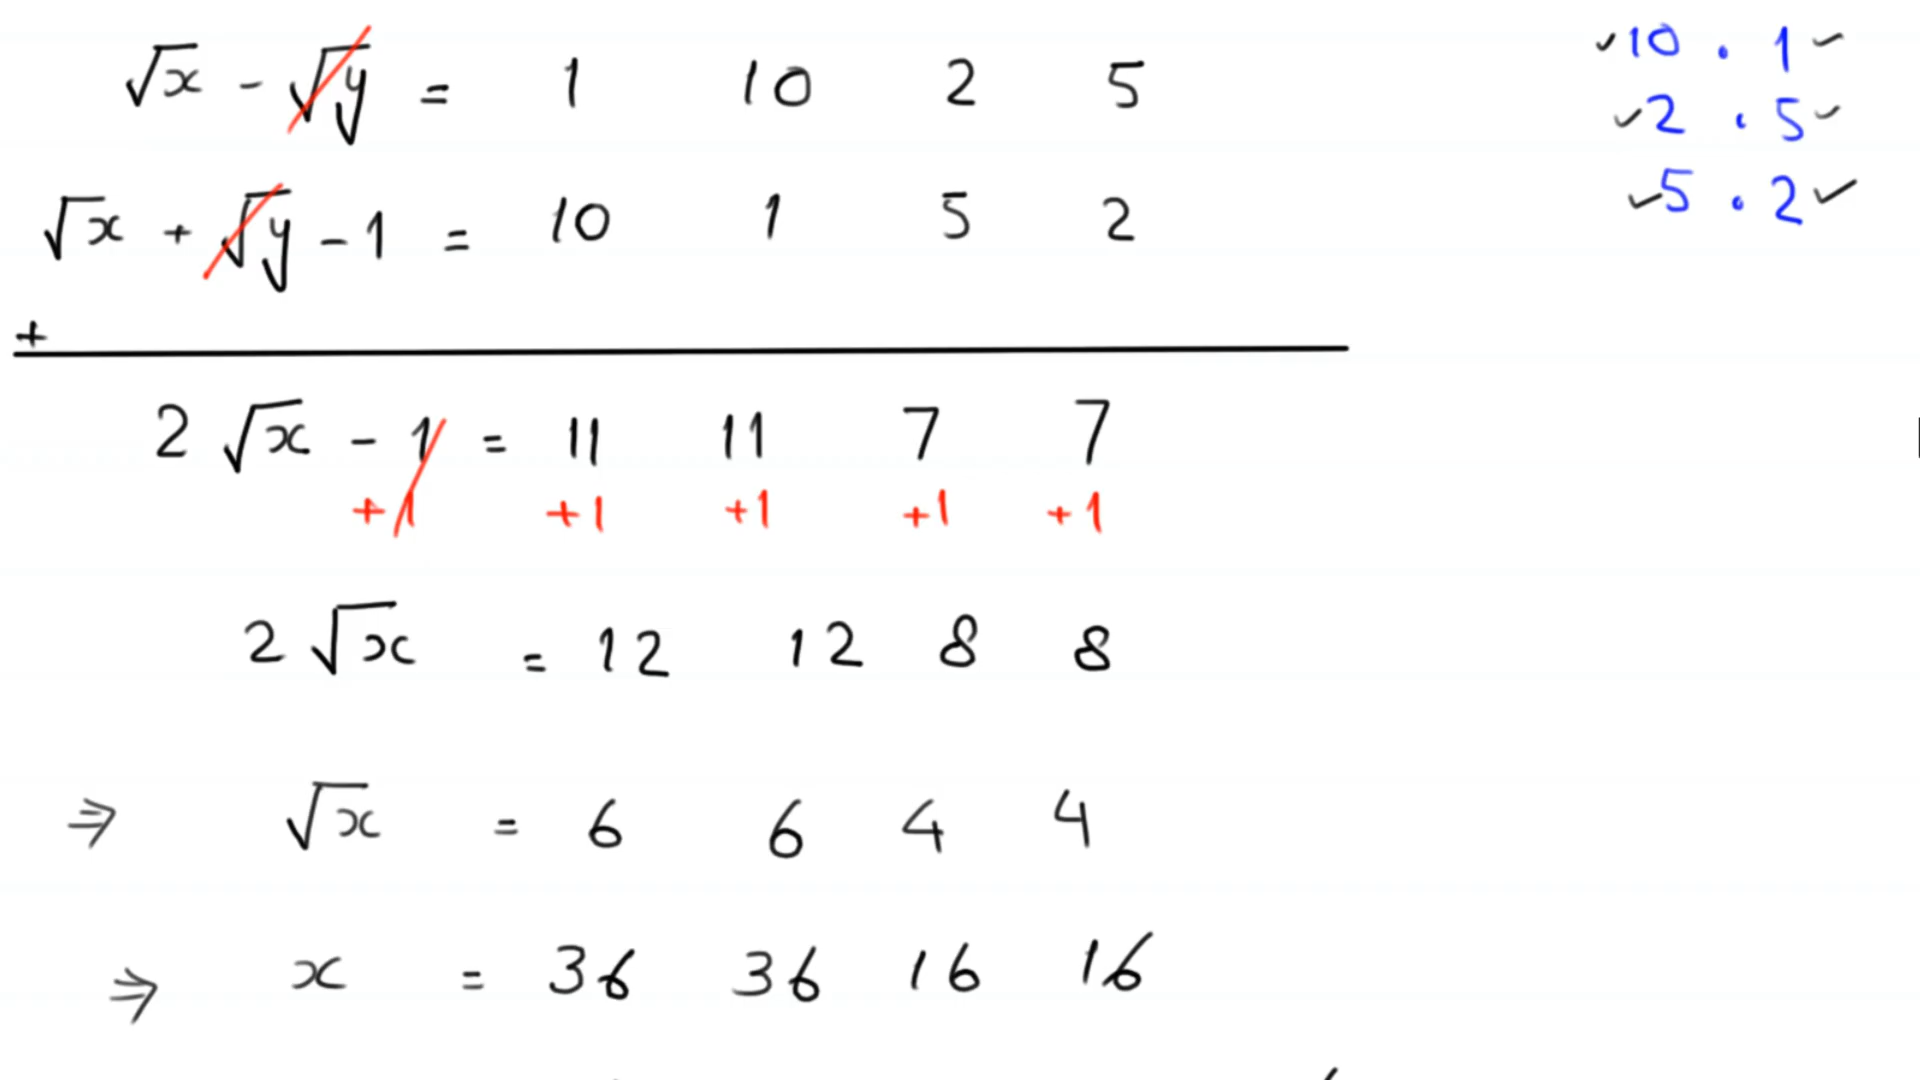 √x - √y = 1 10 2 5
√x + √y - 1 = 10 1 5 2
+
2 √x - 1 = 11 11 7 7
+1 +1 +1 +1 +1
2 √x = 12 12 8 8
⇒ √x = 6 6 4 4
⇒ x = 36 36 16 16
✓10 . 1✓
✓2 . 5✓
✓5 . 2✓